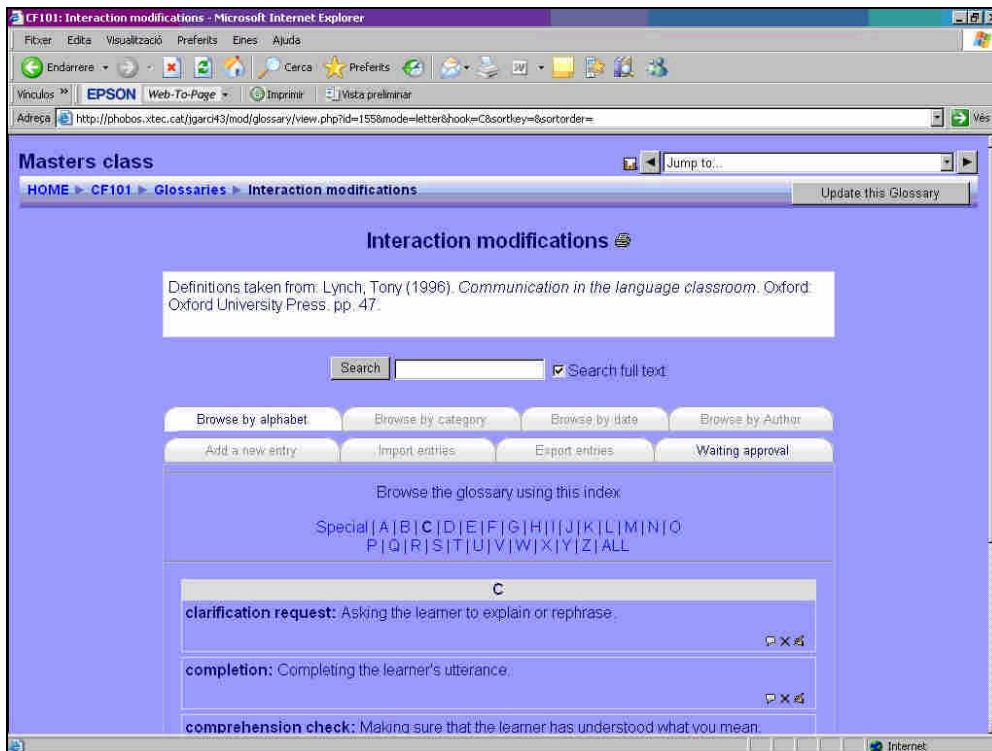 CF101: Interaction modifications - Microsoft Internet Explorer
Fitxer Edita Visualització Preferits Eines Ajuda
Endarrere Cerca Preferits
Vínculos » EPSON Web-To-Page Imprimir Vista preliminar
Adreça http://phobos.xtec.cat/jgarci43/mod/glossary/view.php?id=155&mode=letter&hook=C&sortkey=&sortorder= Vés
Masters class Jump to...
HOME ► CF101 ► Glossaries ► Interaction modifications Update this Glossary
Interaction modifications
Definitions taken from: Lynch, Tony (1996). Communication in the language classroom. Oxford:
Oxford University Press. pp. 47.
Search Search full text
Browse by alphabet Browse by category Browse by date Browse by Author
Add a new entry Import entries Export entries Waiting approval
Browse the glossary using this index
Special | A | B | C | D | E | F | G | H | I | J | K | L | M | N | O
P | Q | R | S | T | U | V | W | X | Y | Z | ALL
C
clarification request: Asking the learner to explain or rephrase.
completion: Completing the learner's utterance.
comprehension check: Making sure that the learner has understood what you mean.
Internet